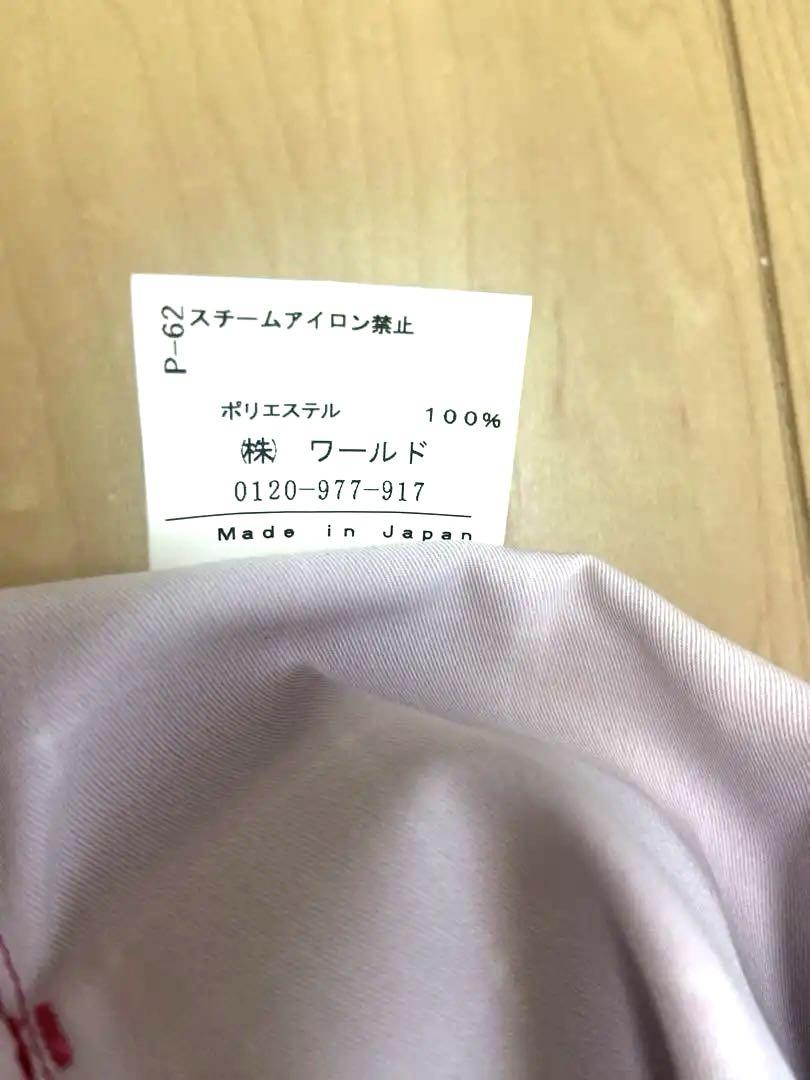 P-62
スチームアイロン禁止
ポリエステル 100%
㈱ ワールド
0120-977-917
Made in Japan